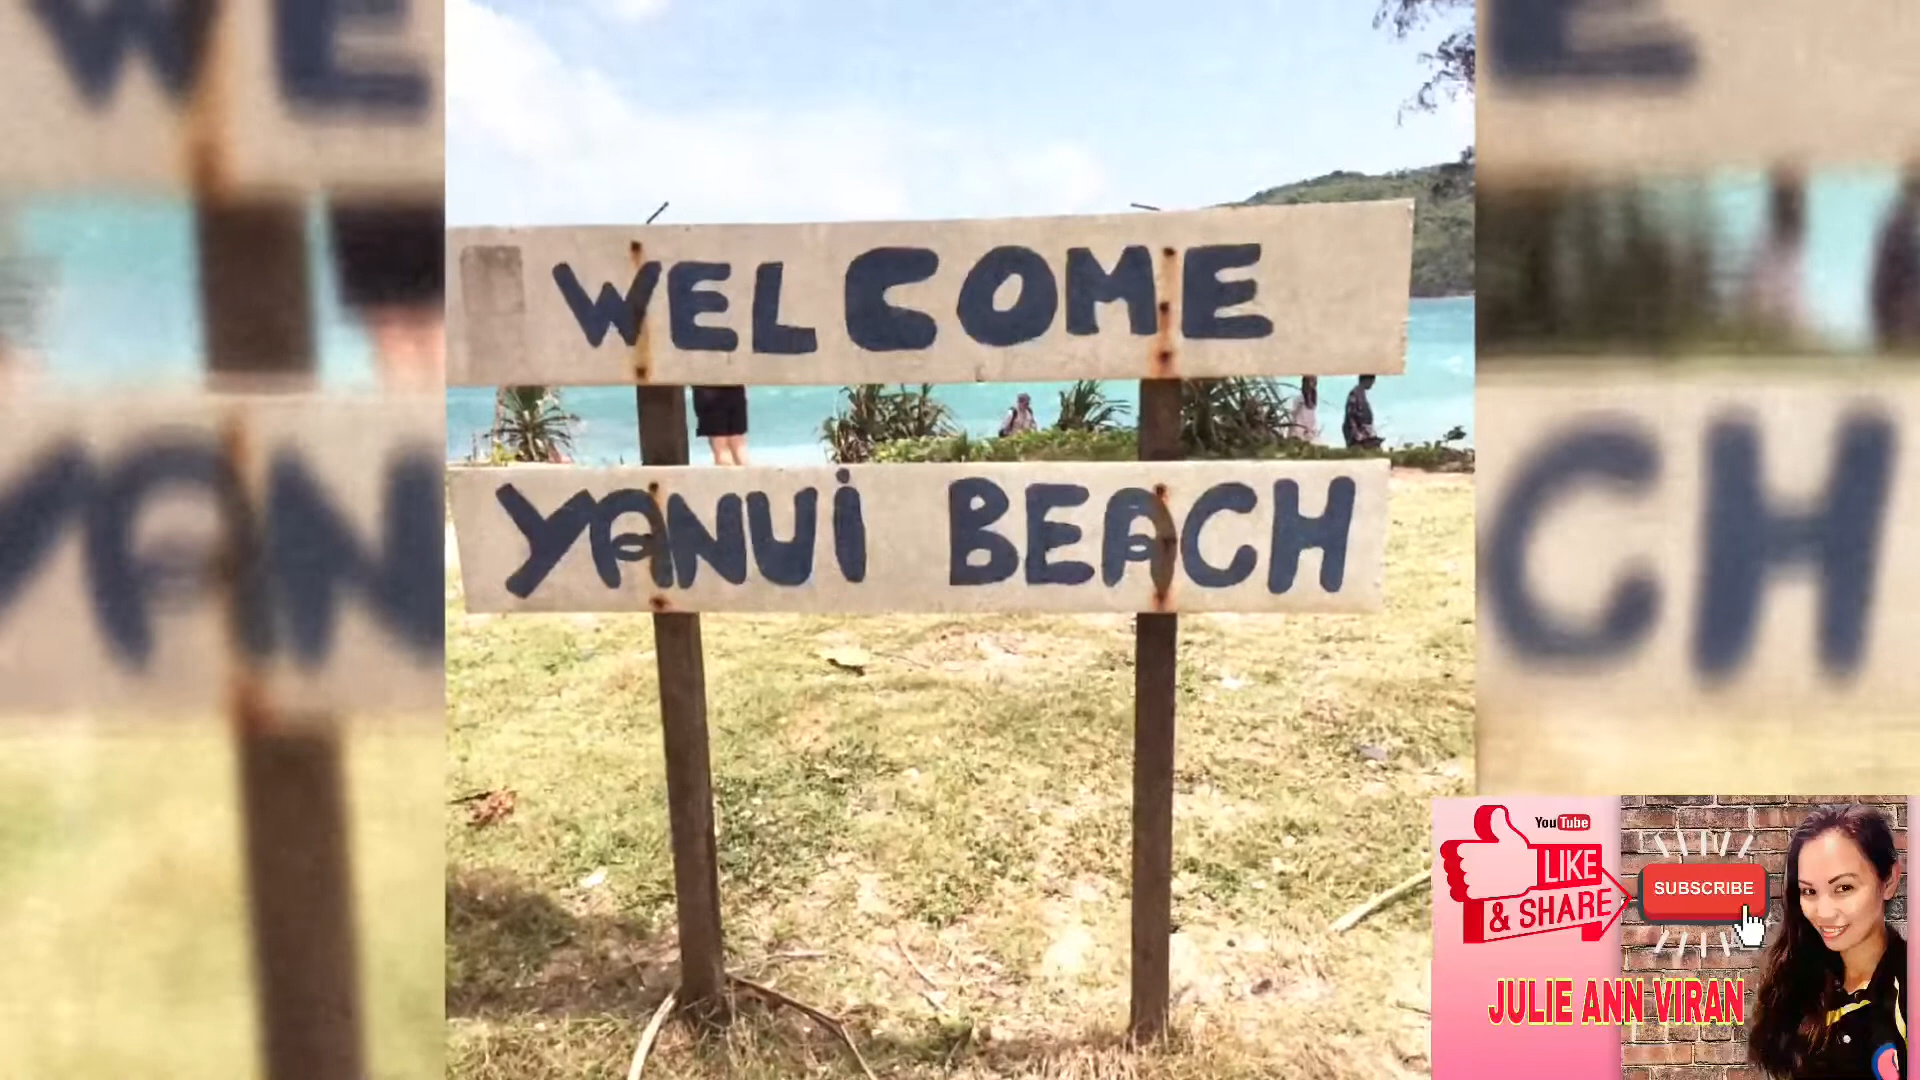 WELCOME
YANUi BEACH
YouTube
LIKE
& SHARE
SUBSCRIBE
JULIE ANN VIRAN